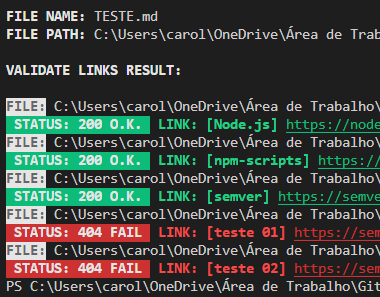 FILE NAME: TESTE.md
FILE PATH: C:\Users\carol\OneDrive\Área de Trab
VALIDATE LINKS RESULT:
FILE: C:\Users\carol\OneDrive\Área de Trabalho\
STATUS: 200 O.K. LINK: [Node.js] https://node
FILE: C:\Users\carol\OneDrive\Área de Trabalho\
STATUS: 200 O.K. LINK: [npm-scripts] https://
FILE: C:\Users\carol\OneDrive\Área de Trabalho\
STATUS: 200 O.K. LINK: [semver] https://semve
FILE: C:\Users\carol\OneDrive\Área de Trabalho\
STATUS: 404 FAIL LINK: [teste 01] https://sem
FILE: C:\Users\carol\OneDrive\Área de Trabalho\
STATUS: 404 FAIL LINK: [teste 02] https://sem
PS C:\Users\carol\OneDrive\Área de Trabalho\Git